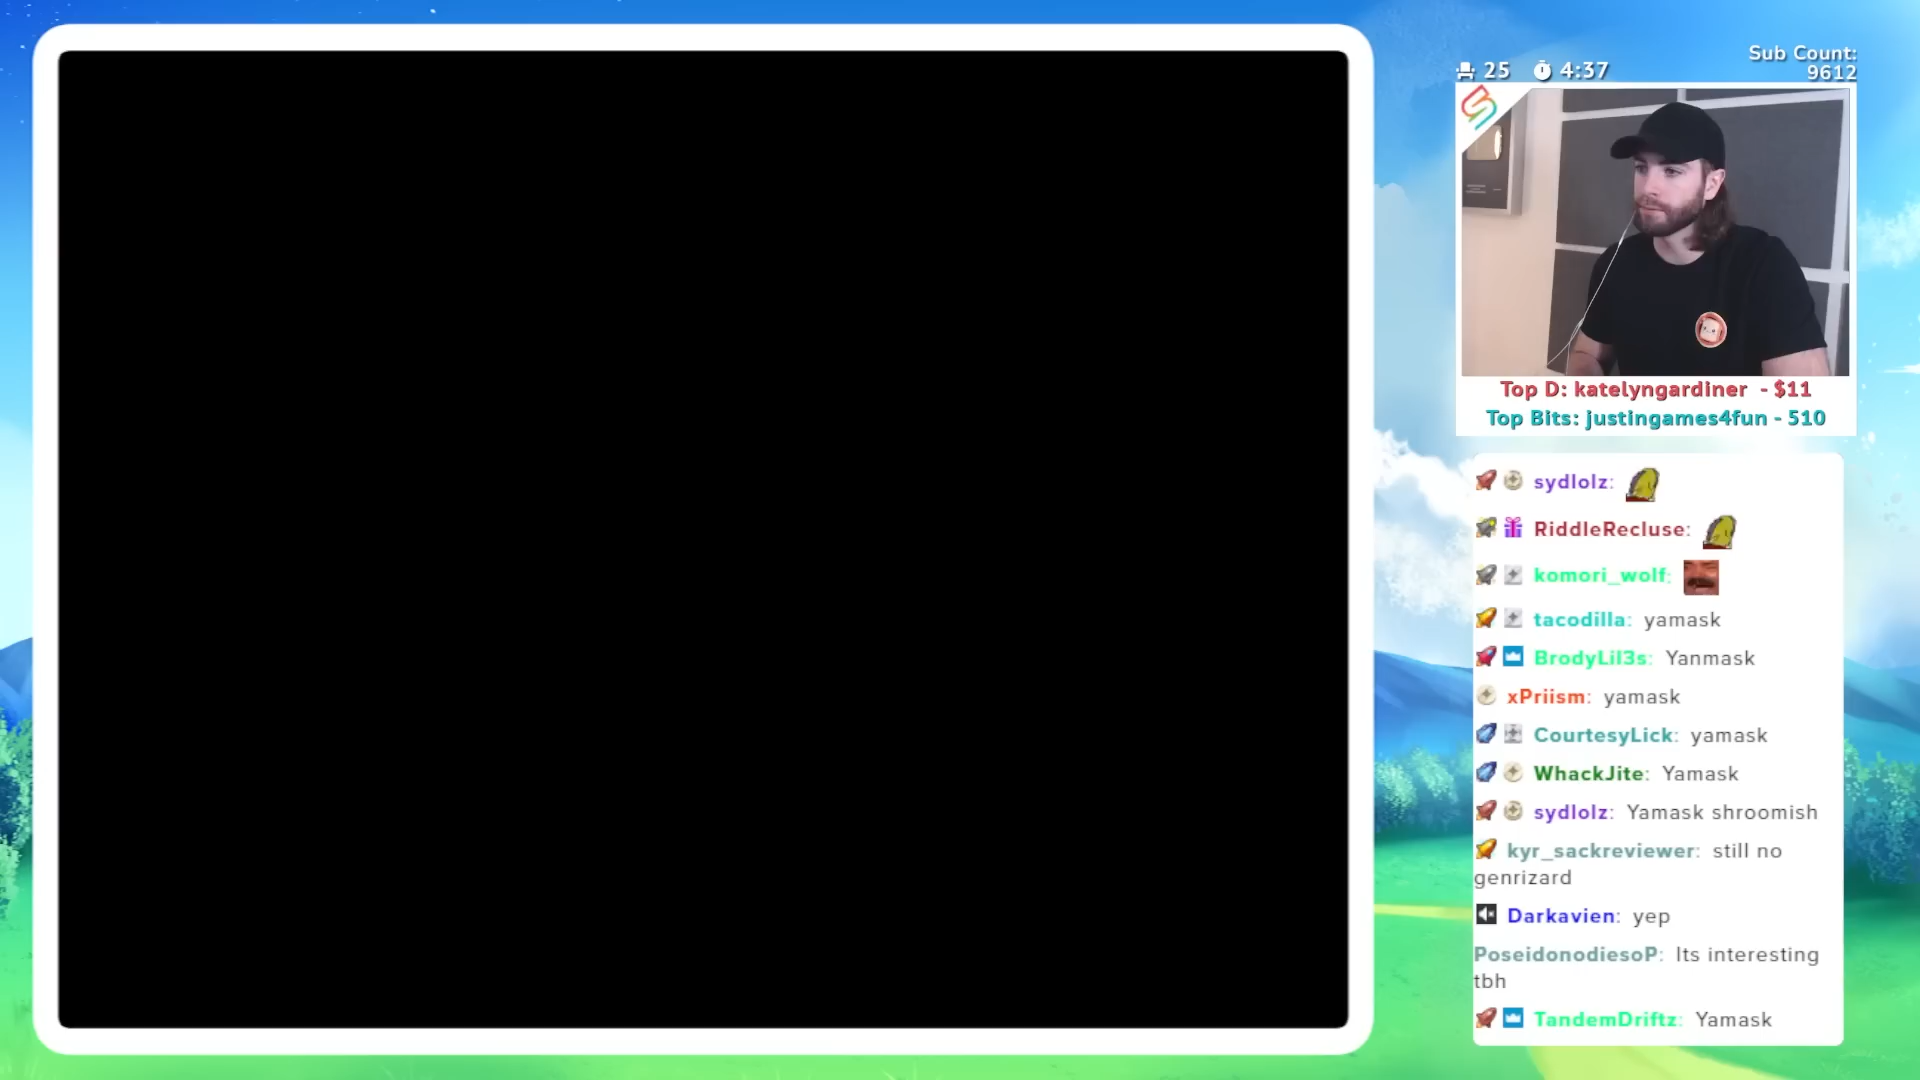 25 4:37
Sub Count:
9612
Top D: katelyngardiner - $11
Top Bits: justingames4fun - 510
sydlolz:
RiddleRecluse:
komori_wolf:
tacodilla: yamask
BrodyLil3s: Yanmask
xPriism: yamask
CourtesyLick: yamask
WhackJite: Yamask
sydlolz: Yamask shroomish
kyr_sackreviewer: still no
genrizard
Darkavien: yep
PoseidonodiesoP: Its interesting
tbh
TandemDriftz: Yamask